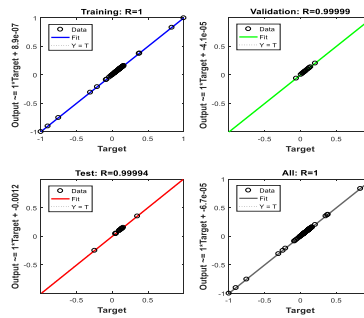 Training: R=1
Output ~= 1*Target + 8.9e-07
1
0.5
0
-0.5
-1
-1 -0.5 0 0.5 1
Target
Data
Fit
Y = T
Validation: R=0.99999
Output ~= 1*Target + -4.1e-05
1
0.5
0
-0.5
0 0.5
Target
Data
Fit
Y = T
Test: R=0.99994
Output ~= 1*Target + -0.0012
0.5
0
-0.5
-0.5 0 0.5
Target
Data
Fit
Y = T
All: R=1
Output ~= 1*Target + -6.7e-05
0.5
0
-0.5
-1
-1 -0.5 0 0.5
Target
Data
Fit
Y = T